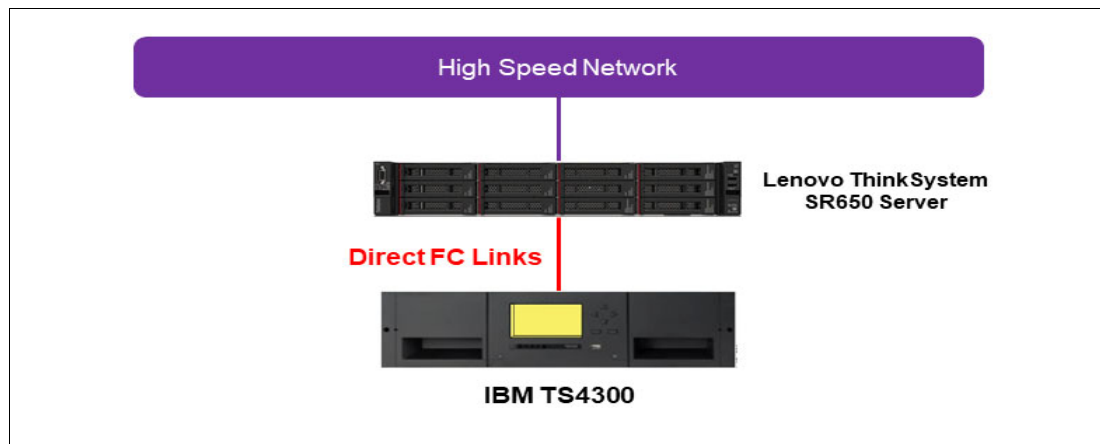 High Speed Network
Lenovo ThinkSystem
SR650 Server
Direct FC Links
IBM TS4300